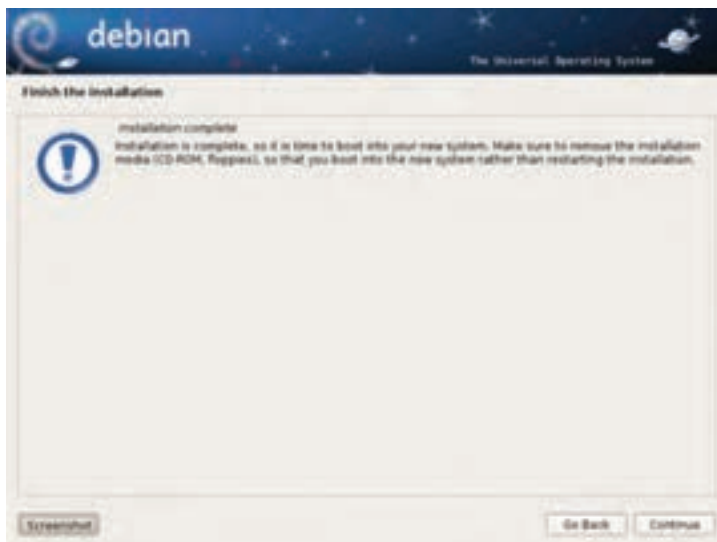 debian
The Universal Operating System
Finish the installation
Installation complete
Installation is complete, so it is time to boot into your new system. Make sure to remove the installation
media (CD-ROM, floppies), so that you boot into the new system rather than restarting the installation.
Screenshot
Go Back
Continue